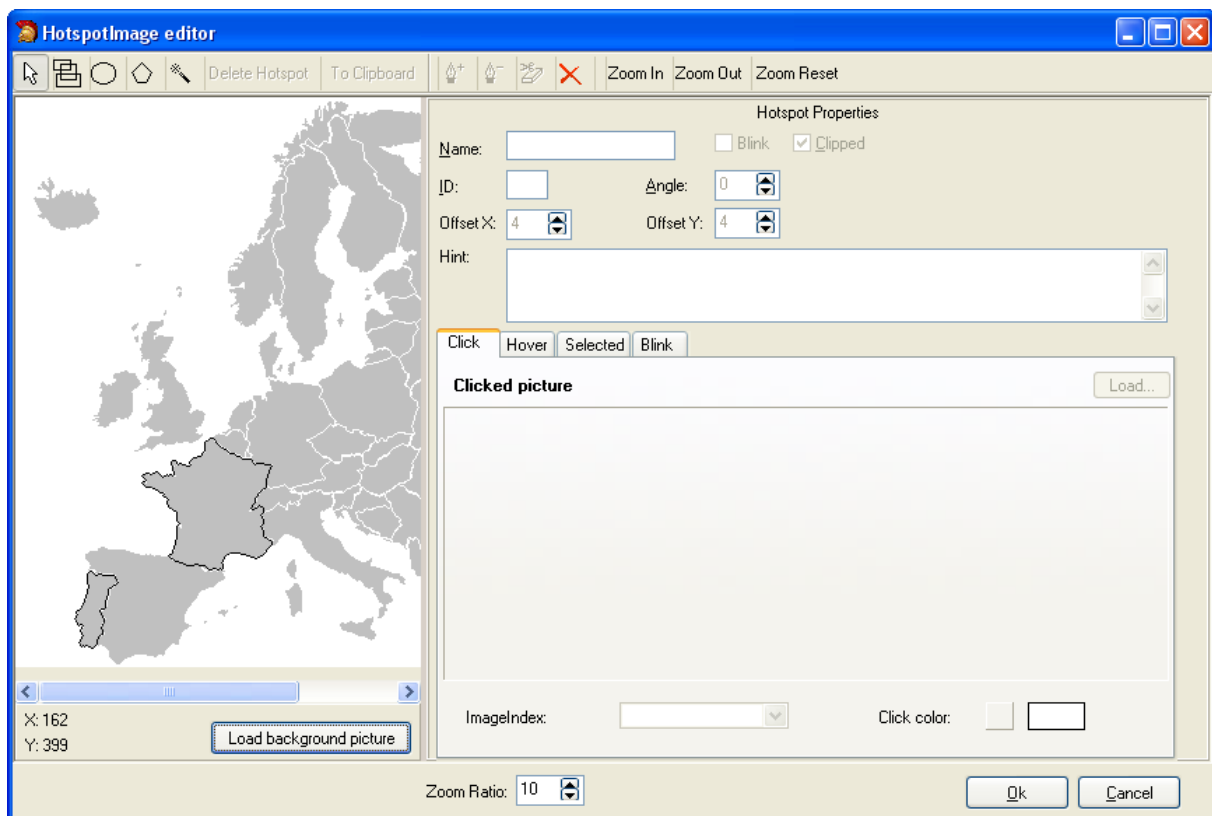 HotspotImage editor
Delete Hotspot To Clipboard Zoom In Zoom Out Zoom Reset
Hotspot Properties
Name: Blink Clipped
ID: Angle: 0
Offset X: 4 Offset Y: 4
Hint:
Click Hover Selected Blink
Clicked picture Load...
ImageIndex: Click color:
X: 162
Y: 399
Load background picture
Zoom Ratio: 10 Ok Cancel